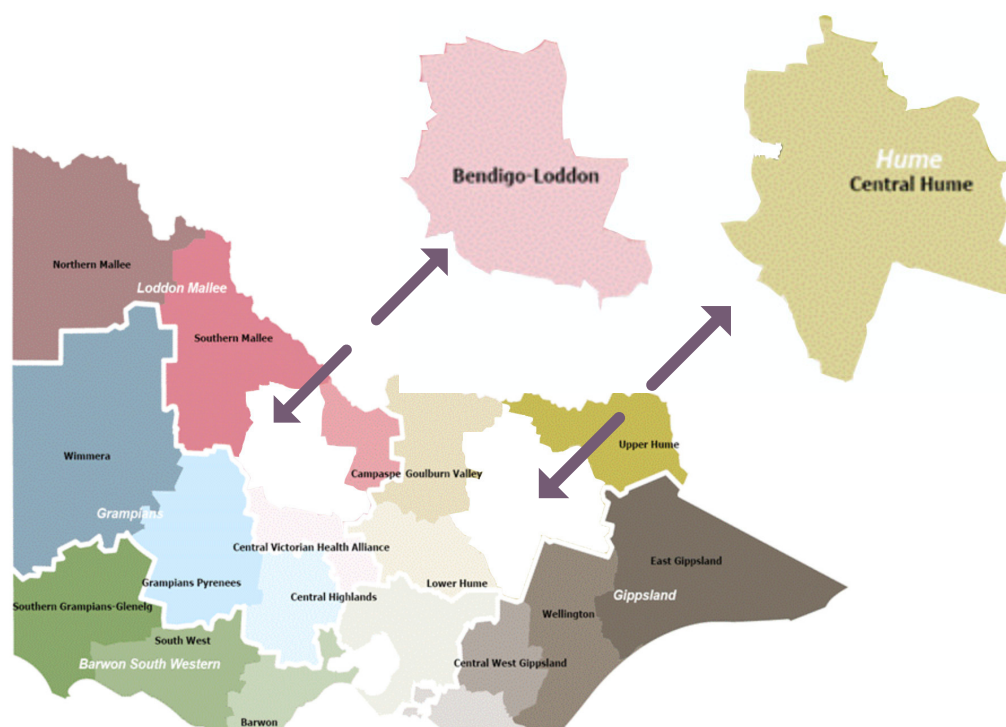 Bendigo-Loddon
Hume
Central Hume
Northern Mallee
Loddon Mallee
Southern Mallee
Wimmera
Campaspe
Goulburn Valley
Upper Hume
Grampians
Central Victorian Health Alliance
East Gippsland
Grampians Pyrenees
Lower Hume
Central Highlands
Gippsland
Southern Grampians-Glenelg
Wellington
South West
Barwon South Western
Central West Gippsland
Barwon